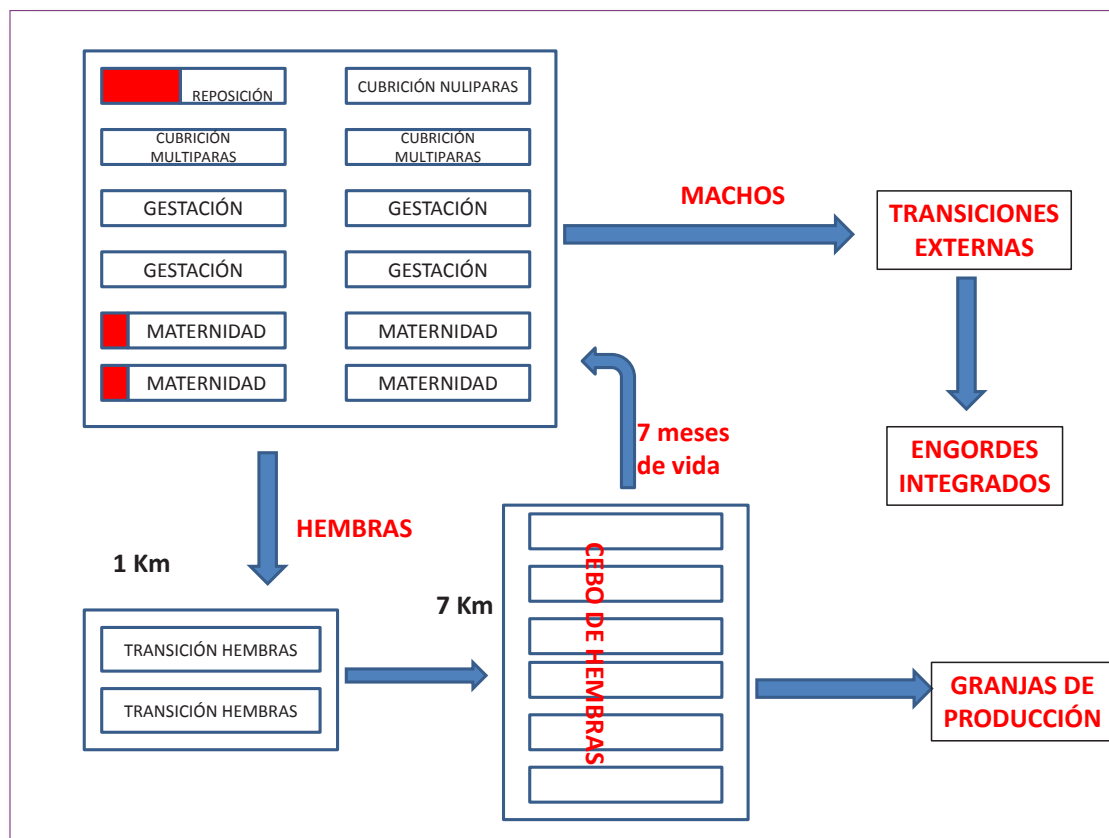 REPOSICIÓN
CUBRICIÓN NULIPARAS
CUBRICIÓN
MULTIPARAS
CUBRICIÓN
MULTIPARAS
GESTACIÓN
GESTACIÓN
GESTACIÓN
GESTACIÓN
MATERNIDAD
MATERNIDAD
MATERNIDAD
MATERNIDAD
MACHOS
TRANSICIONES
EXTERNAS
ENGORDES
INTEGRADOS
7 meses
de vida
HEMBRAS
1 Km
7 Km
TRANSICIÓN HEMBRAS
TRANSICIÓN HEMBRAS
CEBO DE HEMBRAS
GRANJAS DE
PRODUCCIÓN